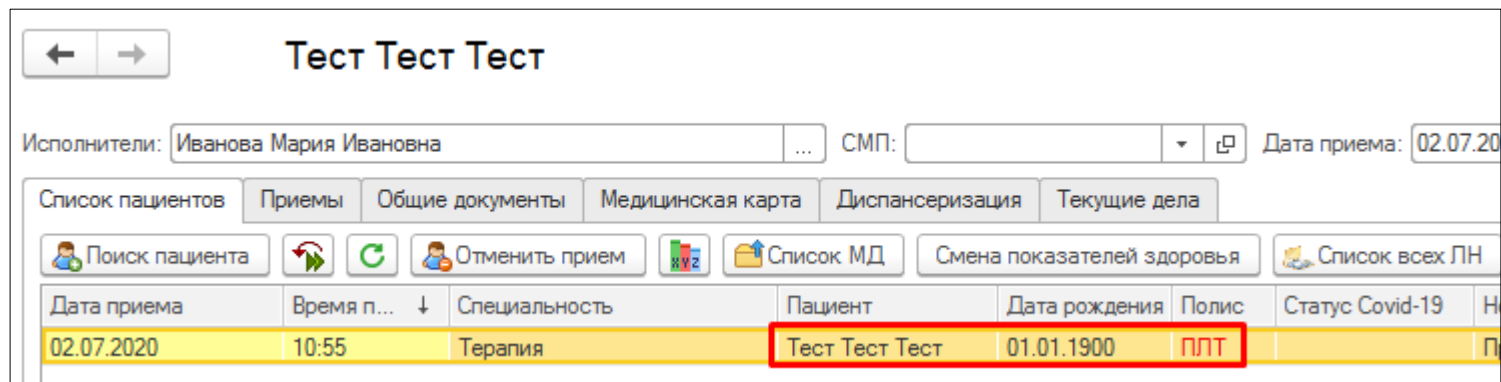 Тест Тест Тест
Исполнители: Иванова Мария Ивановна ... СМП: Дата приема: 02.07.20
Список пациентов Приемы Общие документы Медицинская карта Диспансеризация Текущие дела
Поиск пациента Отменить прием xyz Список МД Смена показателей здоровья Список всех ЛН
Дата приема Время п... ↓ Специальность Пациент Дата рождения Полис Статус Covid-19
02.07.2020 10:55 Терапия Тест Тест Тест 01.01.1900 ПЛТ